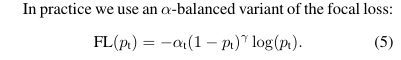 In practice we use an α-balanced variant of the focal loss:
FL(pₜ) = −αₜ(1 − pₜ)^γ log(pₜ). (5)